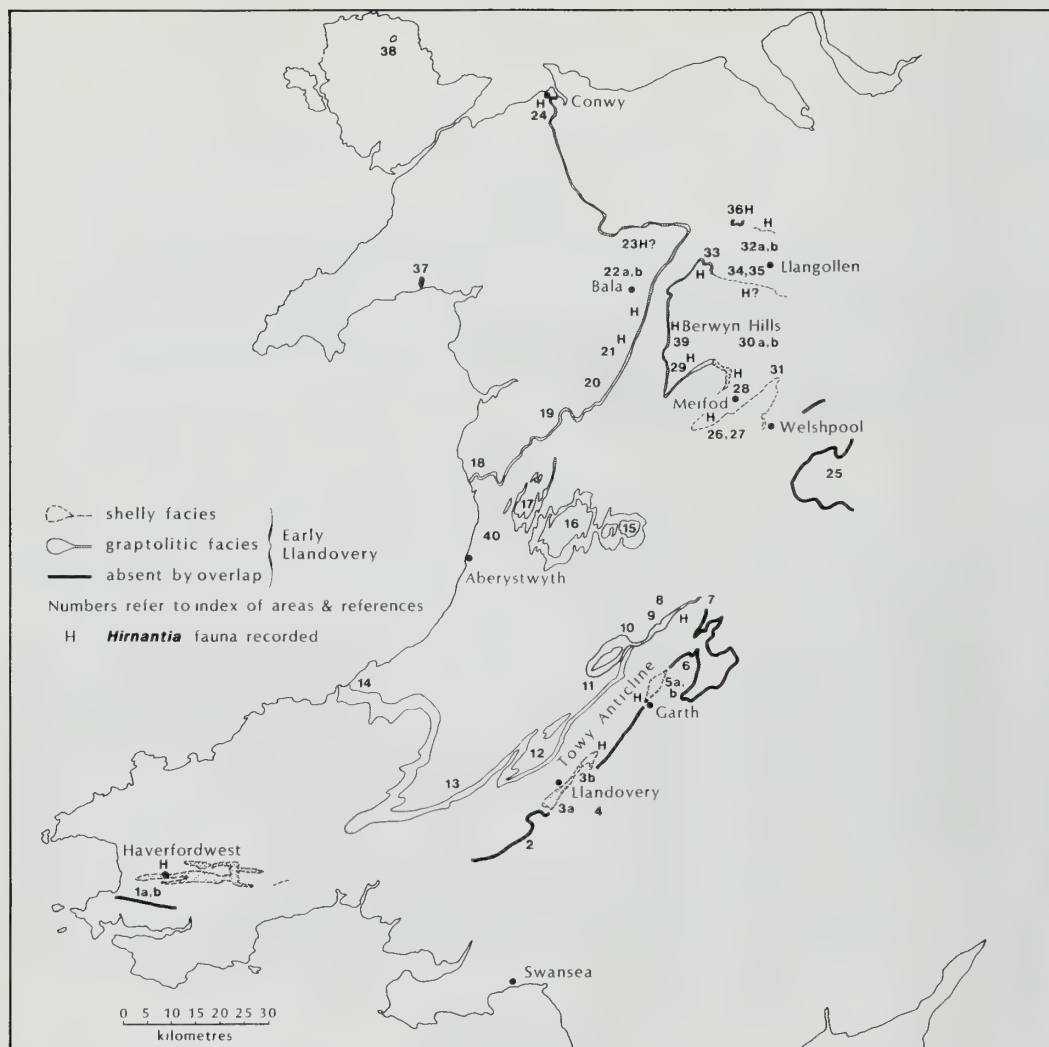 38
Conwy
H
24
36H
H
23H?
33
32a,b
22a,b
H
34,35
Llangollen
37
Bala
H?
H
H
Berwyn Hills
H
39
30a,b
21
H
H
31
20
29
28
Meifod
19
H
Welshpool
26,27
18
25
17
16
15
40
Aberystwyth
shelly facies
graptolitic facies
absent by overlap
Early
Llandovery
Numbers refer to index of areas & references
H Hirnantia fauna recorded
8
7
9
H
10
6
14
11
5a,
b
H
Garth
Towy Anticline
12
H
13
3b
Llandovery
3a
4
2
Haverfordwest
H
1a,b
Swansea
0 5 10 15 20 25 30
kilometres